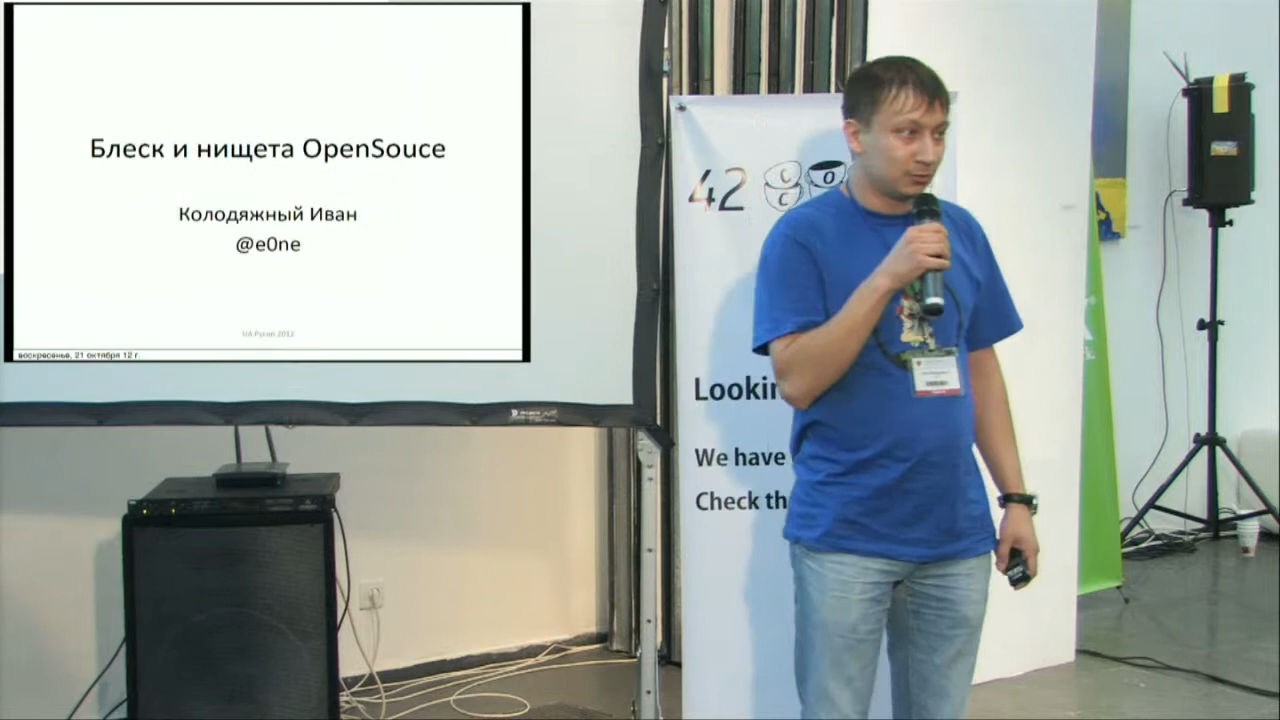 Блеск и нищета OpenSouce
Колодяжный Иван
@e0ne
UA Pycon 2012
воскресенье, 21 октября 12 г.
42
Lookin
We have
Check th